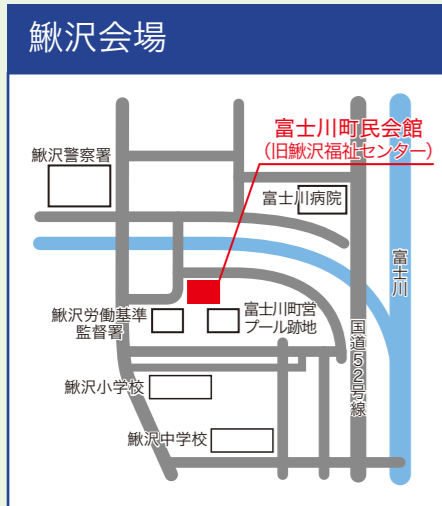 鰍沢会場
富士川町民会館
(旧鰍沢福祉センター)
鰍沢警察署
富士川病院
富士川
鰍沢労働基準
監督署
富士川町営
プール跡地
国道52号線
鰍沢小学校
鰍沢中学校